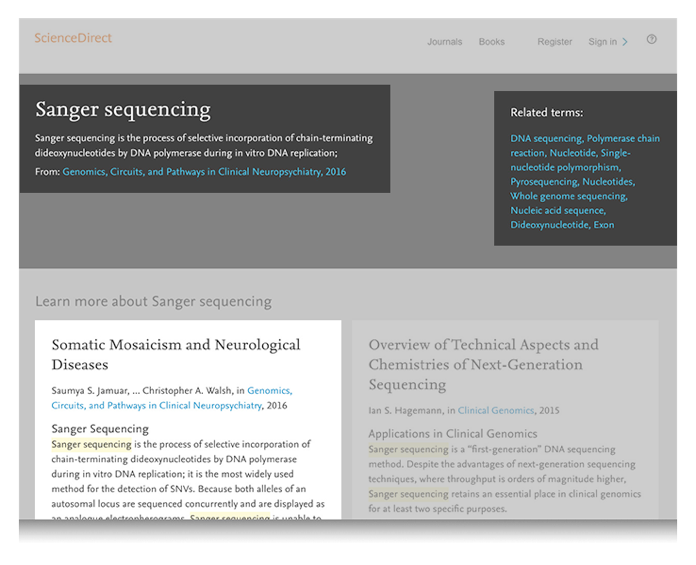 ScienceDirect
Journals Books Register Sign in >
Sanger sequencing
Sanger sequencing is the process of selective incorporation of chain-terminating
dideoxynucleotides by DNA polymerase during in vitro DNA replication;
From: Genomics, Circuits, and Pathways in Clinical Neuropsychiatry, 2016
Related terms:
DNA sequencing, Polymerase chain
reaction, Nucleotide, Single-
nucleotide polymorphism,
Pyrosequencing, Nucleotides,
Whole genome sequencing,
Nucleic acid sequence,
Dideoxynucleotide, Exon
Learn more about Sanger sequencing
Somatic Mosaicism and Neurological
Diseases
Saumya S. Jamuar, ... Christopher A. Walsh, in Genomics,
Circuits, and Pathways in Clinical Neuropsychiatry, 2016
Sanger Sequencing
Sanger sequencing is the process of selective incorporation of
chain-terminating dideoxynucleotides by DNA polymerase
during in vitro DNA replication; it is the most widely used
method for the detection of SNVs. Because both alleles of an
autosomal locus are sequenced concurrently and are displayed as
an analogue electropherograms, Sanger sequencing is unable to
Overview of Technical Aspects and
Chemistries of Next-Generation
Sequencing
Ian S. Hagemann, in Clinical Genomics, 2015
Applications in Clinical Genomics
Sanger sequencing is a "first-generation" DNA sequencing
method. Despite the advantages of next-generation sequencing
techniques, where throughput is orders of magnitude higher,
Sanger sequencing retains an essential place in clinical genomics
for at least two specific purposes.